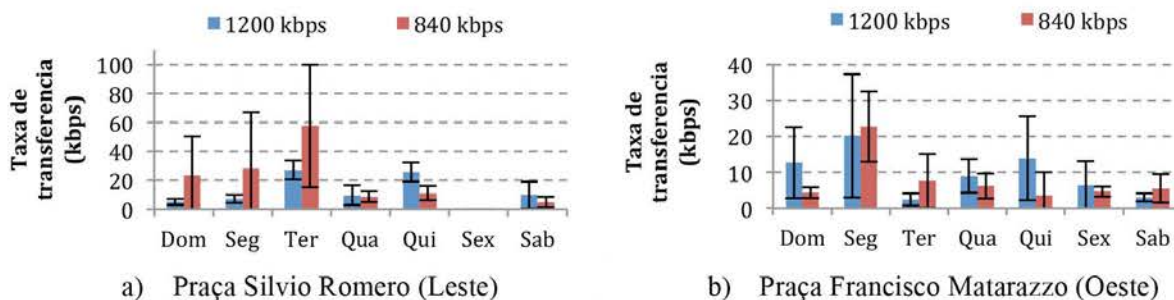 1200 kbps 840 kbps
Taxa de transferencia (kbps)
100
80
60
40
20
0
Dom Seg Ter Qua Qui Sex Sab
a) Praça Silvio Romero (Leste)
1200 kbps 840 kbps
Taxa de transferencia (kbps)
40
30
20
10
0
Dom Seg Ter Qua Qui Sex Sab
b) Praça Francisco Matarazzo (Oeste)